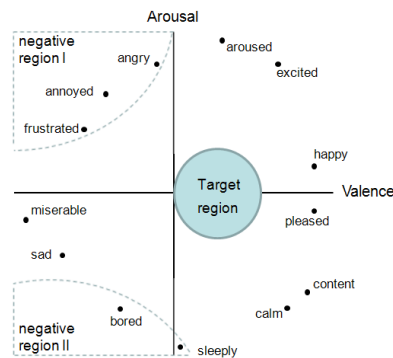 Arousal
negative
region I
angry
aroused
excited
annoyed
frustrated
happy
Target
region
Valence
miserable
pleased
sad
content
calm
bored
negative
region II
sleeply